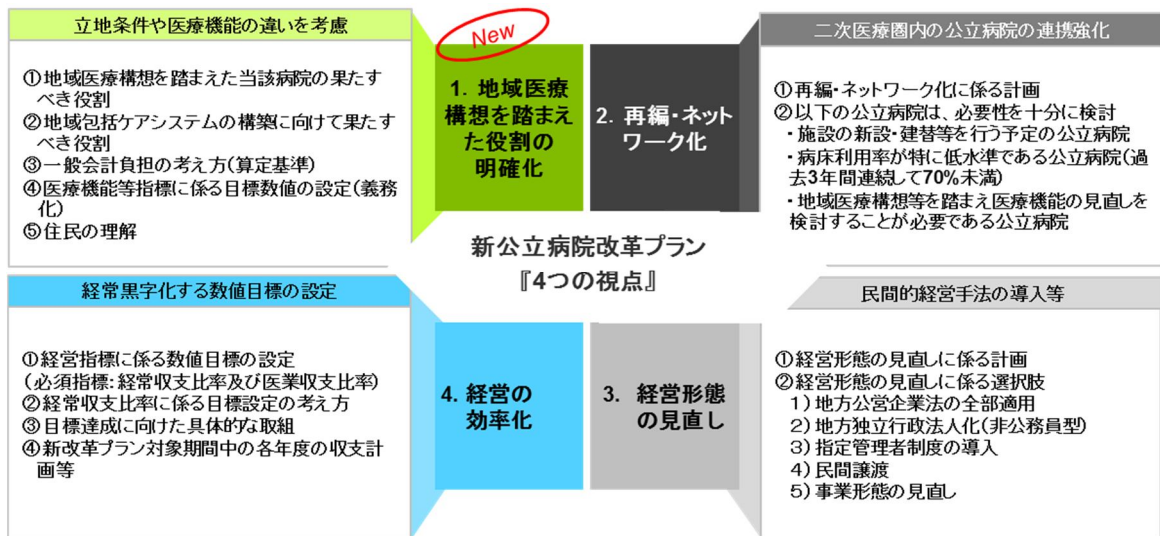 立地条件や医療機能の違いを考慮
①地域医療構想を踏まえた当該病院の果たす
べき役割
②地域包括ケアシステムの構築に向けて果たす
べき役割
③一般会計負担の考え方(算定基準)
④医療機能等指標に係る目標数値の設定(義務
化)
⑤住民の理解
New
1. 地域医療
構想を踏まえ
た役割の
明確化
2. 再編・ネット
ワーク化
二次医療圏内の公立病院の連携強化
①再編・ネットワーク化に係る計画
②以下の公立病院は、必要性を十分に検討
・施設の新設・建替等を行う予定の公立病院
・病床利用率が特に低水準である公立病院(過
去3年間連続して70%未満)
・地域医療構想等を踏まえ医療機能の見直しを
検討することが必要である公立病院
新公立病院改革プラン
『4つの視点』
経常黒字化する数値目標の設定
①経営指標に係る数値目標の設定
(必須指標:経常収支比率及び医業収支比率)
②経常収支比率に係る目標設定の考え方
③目標達成に向けた具体的な取組
④新改革プラン対象期間中の各年度の収支計
画等
4. 経営の
効率化
3. 経営形態
の見直し
民間的経営手法の導入等
①経営形態の見直しに係る計画
②経営形態の見直しに係る選択肢
1)地方公営企業法の全部適用
2)地方独立行政法人化(非公務員型)
3)指定管理者制度の導入
4)民間譲渡
5)事業形態の見直し